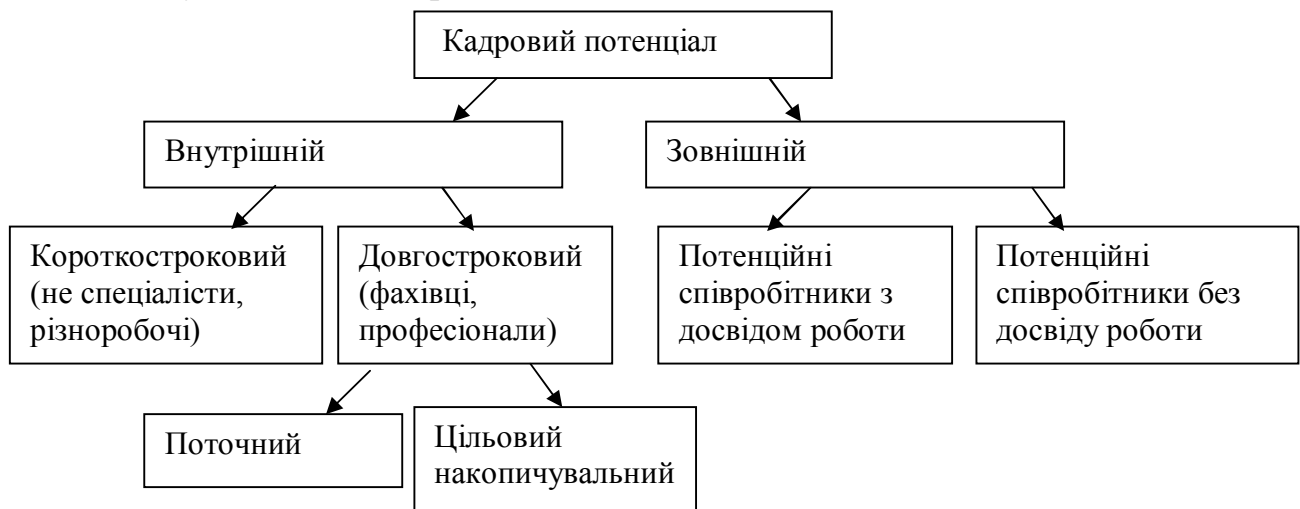 Кадровий потенціал
Внутрішній
Зовнішній
Короткостроковий
(не спеціалісти,
різноробочі)
Довгостроковий
(фахівці,
професионали)
Потенційні
співробітники з
досвідом роботи
Потенційні
співробітники без
досвіду роботи
Поточний
Цільовий
накопичувальний